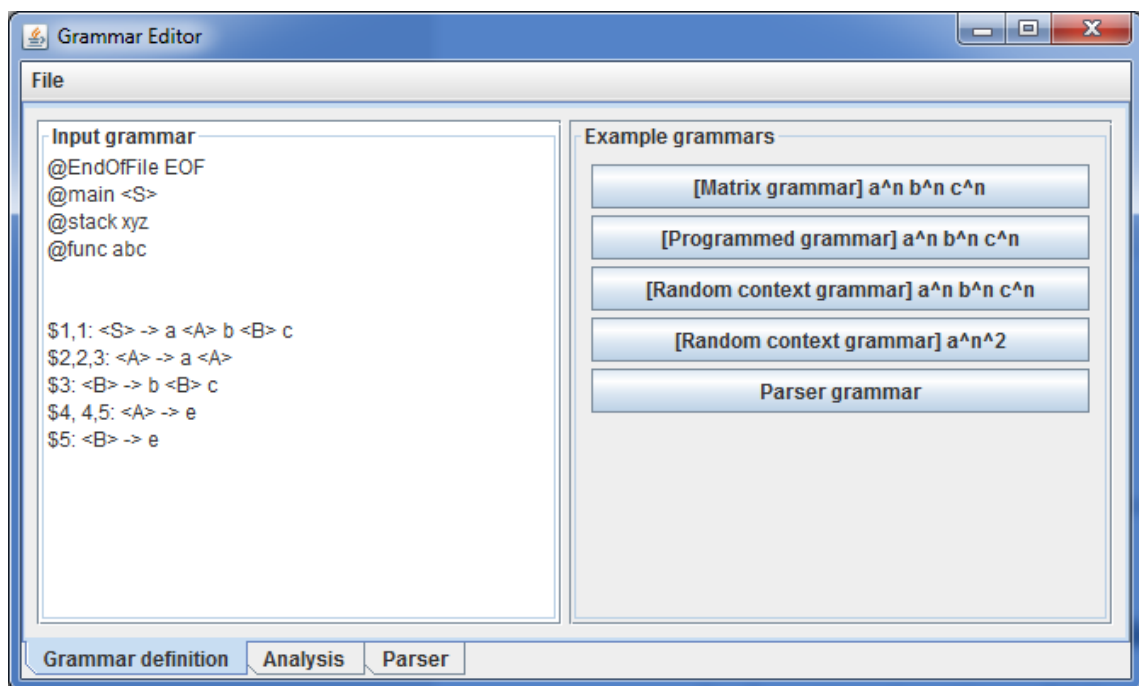 Grammar Editor
File
Input grammar
@EndOfFile EOF
@main <S>
@stack xyz
@func abc
$1,1: <S> -> a <A> b <B> c
$2,2,3: <A> -> a <A>
$3: <B> -> b <B> c
$4, 4,5: <A> -> e
$5: <B> -> e
Example grammars
[Matrix grammar] a^n b^n c^n
[Programmed grammar] a^n b^n c^n
[Random context grammar] a^n b^n c^n
[Random context grammar] a^n^2
Parser grammar
Grammar definition
Analysis
Parser